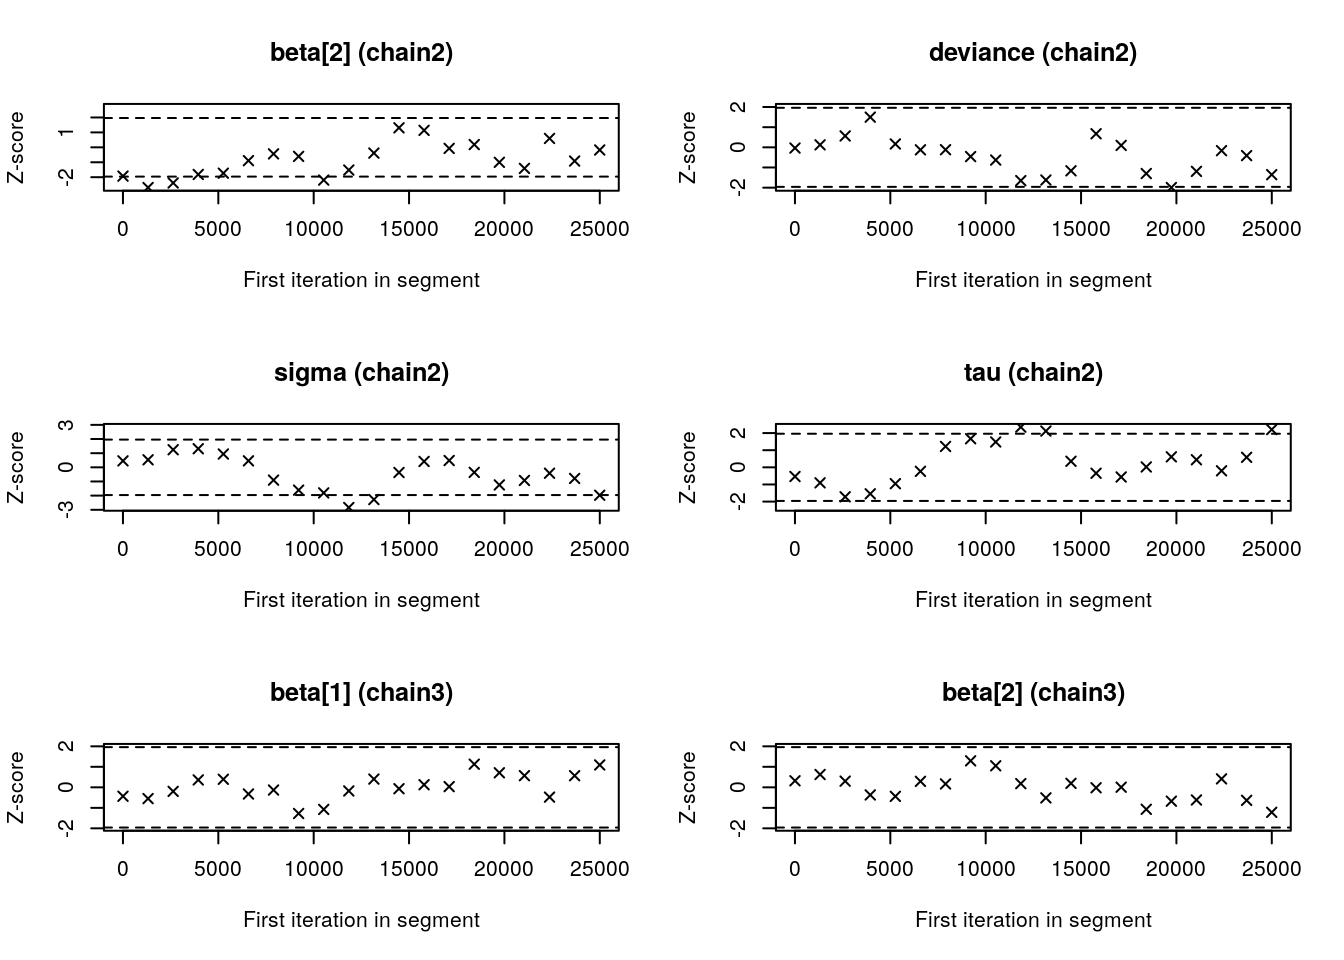 beta[2] (chain2)
Z-score
1
-2
0 5000 10000 15000 20000 25000
First iteration in segment
deviance (chain2)
Z-score
2
0
-2
0 5000 10000 15000 20000 25000
First iteration in segment
sigma (chain2)
Z-score
3
0
-3
0 5000 10000 15000 20000 25000
First iteration in segment
tau (chain2)
Z-score
2
0
-2
0 5000 10000 15000 20000 25000
First iteration in segment
beta[1] (chain3)
Z-score
2
0
-2
0 5000 10000 15000 20000 25000
First iteration in segment
beta[2] (chain3)
Z-score
2
0
-2
0 5000 10000 15000 20000 25000
First iteration in segment